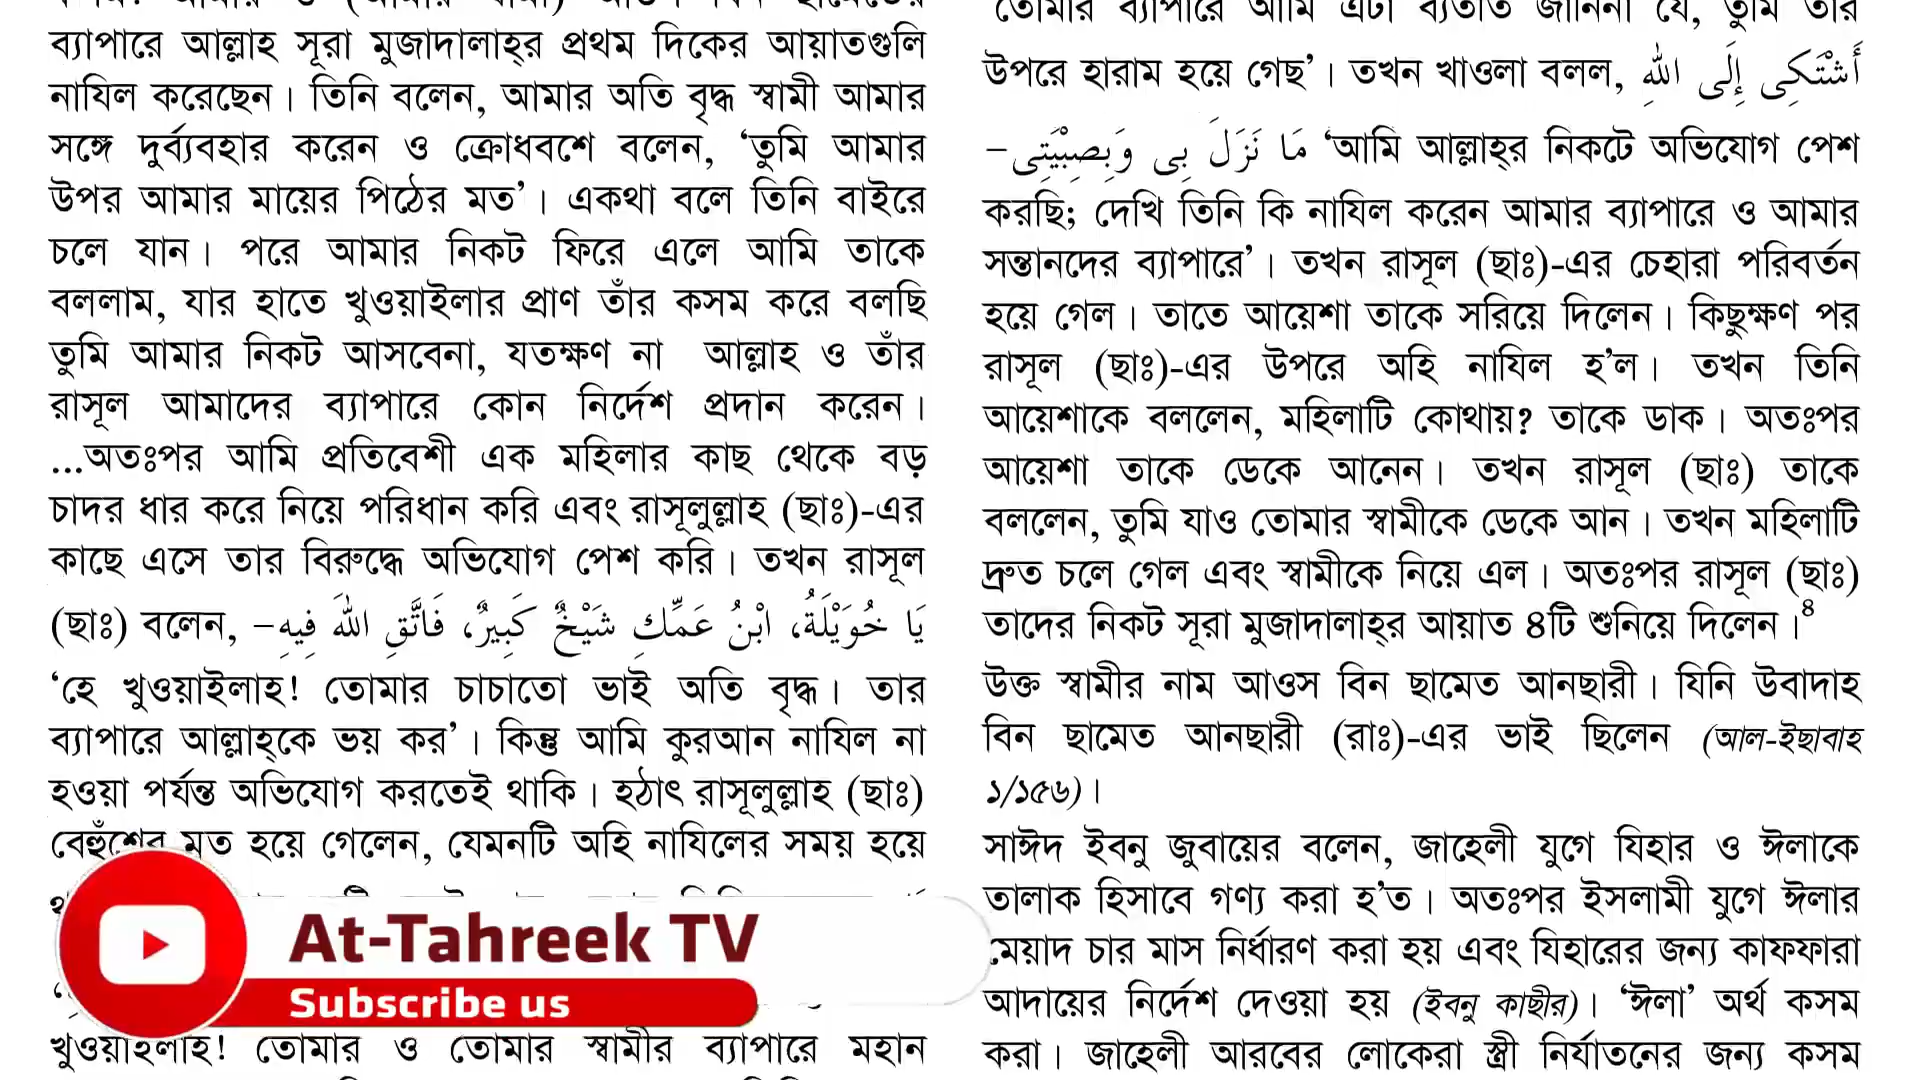 ব্যাপারে আল্লাহ সূরা মুজাদালাহ্‌র প্রথম দিকের আয়াতগুলি
নাযিল করেছেন। তিনি বলেন, আমার অতি বৃদ্ধ স্বামী আমার
সঙ্গে দুর্ব্যবহার করেন ও ক্রোধবশে বলেন, ‘তুমি আমার
উপর আমার মায়ের পিঠের মত’। একথা বলে তিনি বাইরে
চলে যান। পরে আমার নিকট ফিরে এলে আমি তাকে
বললাম, যার হাতে খুওয়াইলার প্রাণ তাঁর কসম করে বলছি
তুমি আমার নিকট আসবেনা, যতক্ষণ না আল্লাহ ও তাঁর
রাসূল আমাদের ব্যাপারে কোন নির্দেশ প্রদান করেন।
...অতঃপর আমি প্রতিবেশী এক মহিলার কাছ থেকে বড়
চাদর ধার করে নিয়ে পরিধান করি এবং রাসূলুল্লাহ (ছাঃ)-এর
কাছে এসে তার বিরুদ্ধে অভিযোগ পেশ করি। তখন রাসূল
(ছাঃ) বলেন, يَا خُوَيْلَةُ، ابْنُ عَمِّكِ شَيْخٌ كَبِيرٌ، فَاتَّقِ اللهَ فِيهِ-
‘হে খুওয়াইলাহ! তোমার চাচাতো ভাই অতি বৃদ্ধ। তার
ব্যাপারে আল্লাহ্‌কে ভয় কর’। কিন্তু আমি কুরআন নাযিল না
হওয়া পর্যন্ত অভিযোগ করতেই থাকি। হঠাৎ রাসূলুল্লাহ (ছাঃ)
বেহুঁশের মত হয়ে গেলেন, যেমনটি অহি নাযিলের সময় হয়ে
খুওয়াইলাহ! তোমার ও তোমার স্বামীর ব্যাপারে মহান
তোমার ব্যাপারে আমি এটা ব্যতীত জানিনা যে, তুমি তার
উপরে হারাম হয়ে গেছ’। তখন খাওলা বলল, أَشْتَكِى إِلَى اللهِ
مَا نَزَلَ بِى وَبِصِبْيَتِى- ‘আমি আল্লাহ্‌র নিকটে অভিযোগ পেশ
করছি; দেখি তিনি কি নাযিল করেন আমার ব্যাপারে ও আমার
সন্তানদের ব্যাপারে’। তখন রাসূল (ছাঃ)-এর চেহারা পরিবর্তন
হয়ে গেল। তাতে আয়েশা তাকে সরিয়ে দিলেন। কিছুক্ষণ পর
রাসূল (ছাঃ)-এর উপরে অহি নাযিল হ’ল। তখন তিনি
আয়েশাকে বললেন, মহিলাটি কোথায়? তাকে ডাক। অতঃপর
আয়েশা তাকে ডেকে আনেন। তখন রাসূল (ছাঃ) তাকে
বললেন, তুমি যাও তোমার স্বামীকে ডেকে আন। তখন মহিলাটি
দ্রুত চলে গেল এবং স্বামীকে নিয়ে এল। অতঃপর রাসূল (ছাঃ)
তাদের নিকট সূরা মুজাদালাহ্‌র আয়াত ৪টি শুনিয়ে দিলেন।৪
উক্ত স্বামীর নাম আওস বিন ছামেত আনছারী। যিনি উবাদাহ
বিন ছামেত আনছারী (রাঃ)-এর ভাই ছিলেন (আল-ইছাবাহ
১/১৫৬)।
সাঈদ ইবনু জুবায়ের বলেন, জাহেলী যুগে যিহার ও ঈলাকে
তালাক হিসাবে গণ্য করা হ’ত। অতঃপর ইসলামী যুগে ঈলার
মেয়াদ চার মাস নির্ধারণ করা হয় এবং যিহারের জন্য কাফফারা
আদায়ের নির্দেশ দেওয়া হয় (ইবনু কাছীর)। ‘ঈলা’ অর্থ কসম
করা। জাহেলী আরবের লোকেরা স্ত্রী নির্যাতনের জন্য কসম
At-Tahreek TV
Subscribe us